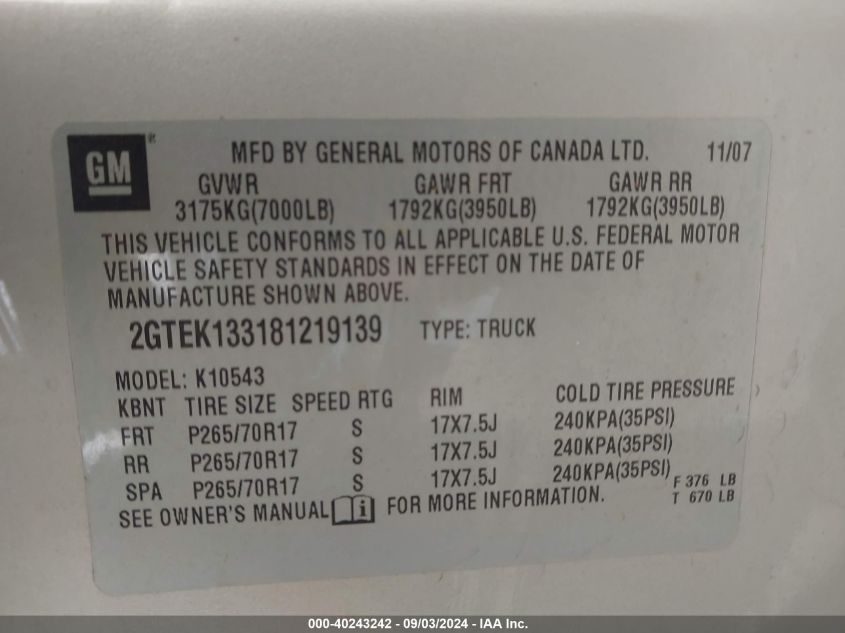 GM ® MFD BY GENERAL MOTORS OF CANADA LTD. 11/07
GVWR GAWR FRT GAWR RR
3175KG(7000LB) 1792KG(3950LB) 1792KG(3950LB)
THIS VEHICLE CONFORMS TO ALL APPLICABLE U.S. FEDERAL MOTOR
VEHICLE SAFETY STANDARDS IN EFFECT ON THE DATE OF
MANUFACTURE SHOWN ABOVE.
2GTEK133181219139 TYPE: TRUCK
MODEL: K10543
KBNT TIRE SIZE SPEED RTG RIM COLD TIRE PRESSURE
FRT P265/70R17 S 17X7.5J 240KPA(35PSI)
RR P265/70R17 S 17X7.5J 240KPA(35PSI)
SPA P265/70R17 S 17X7.5J 240KPA(35PSI) F 376 LB
SEE OWNER'S MANUAL i FOR MORE INFORMATION. T 670 LB
000-40243242 - 09/03/2024 - IAA Inc.